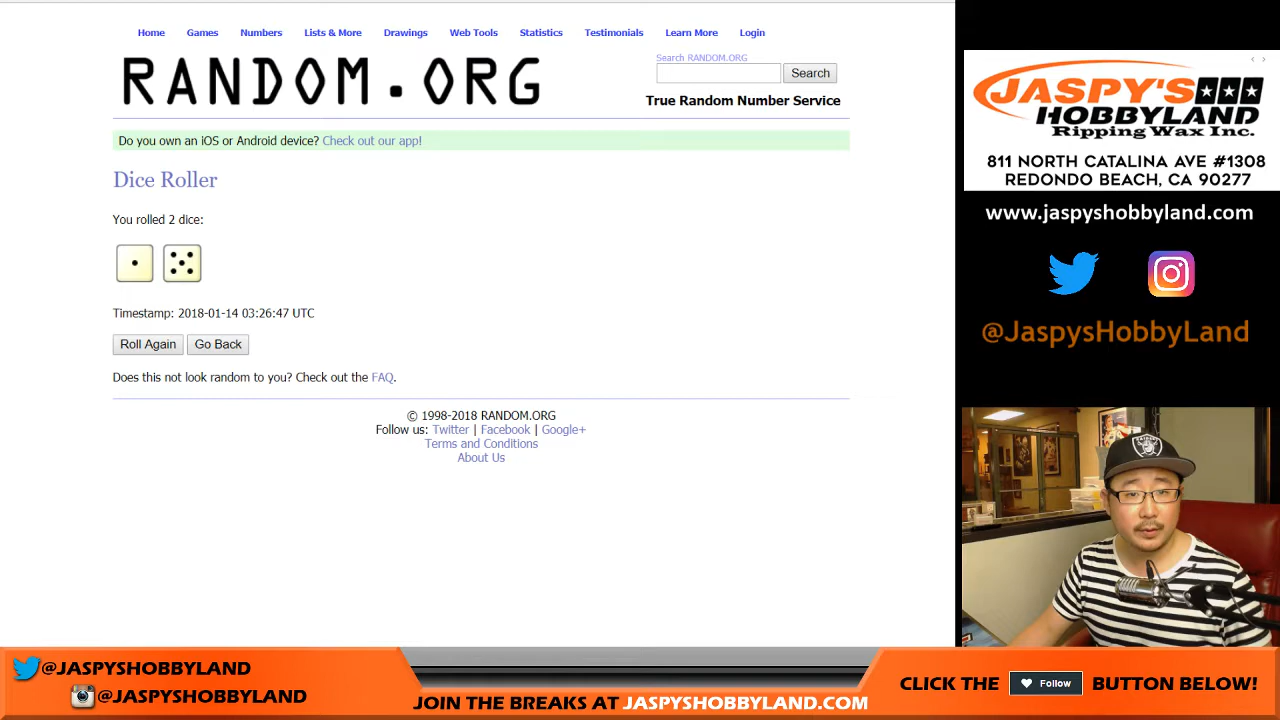 Home Games Numbers Lists & More Drawings Web Tools Statistics Testimonials Learn More Login
RANDOM.ORG
Search RANDOM.ORG
Search
True Random Number Service
Do you own an iOS or Android device? Check out our app!
Dice Roller
You rolled 2 dice:
Timestamp: 2018-01-14 03:26:47 UTC
Roll Again Go Back
Does this not look random to you? Check out the FAQ.
© 1998-2018 RANDOM.ORG
Follow us: Twitter | Facebook | Google+
Terms and Conditions
About Us
JASPY'S
HOBBYLAND
Ripping Wax Inc.
811 NORTH CATALINA AVE #1308
REDONDO BEACH, CA 90277
www.jaspyshobbyland.com
@JaspysHobbyLand
RAIDERS
@JASPYSHOBBYLAND
@JASPYSHOBBYLAND
JOIN THE BREAKS AT JASPYSHOBBYLAND.COM
CLICK THE Follow BUTTON BELOW!